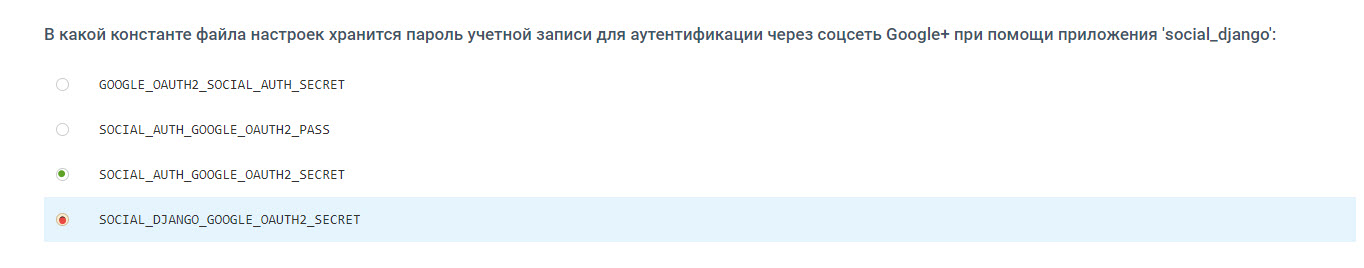 В какой константе файла настроек хранится пароль учетной записи для аутентификации через соцсеть Google+ при помощи приложения 'social_django':
GOOGLE_OAUTH2_SOCIAL_AUTH_SECRET
SOCIAL_AUTH_GOOGLE_OAUTH2_PASS
SOCIAL_AUTH_GOOGLE_OAUTH2_SECRET
SOCIAL_DJANGO_GOOGLE_OAUTH2_SECRET